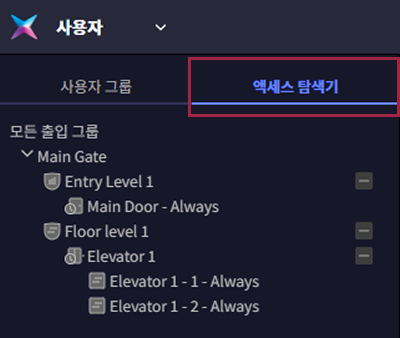 사용자
사용자 그룹
액세스 탐색기
모든 출입 그룹
Main Gate
Entry Level 1
Main Door - Always
Floor level 1
Elevator 1
Elevator 1 - 1 - Always
Elevator 1 - 2 - Always